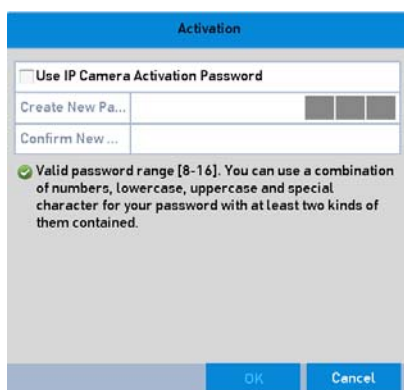 Activation
Use IP Camera Activation Password
Create New Pa...
Confirm New ...
Valid password range [8-16]. You can use a combination
of numbers, lowercase, uppercase and special
character for your password with at least two kinds of
them contained.
OK
Cancel